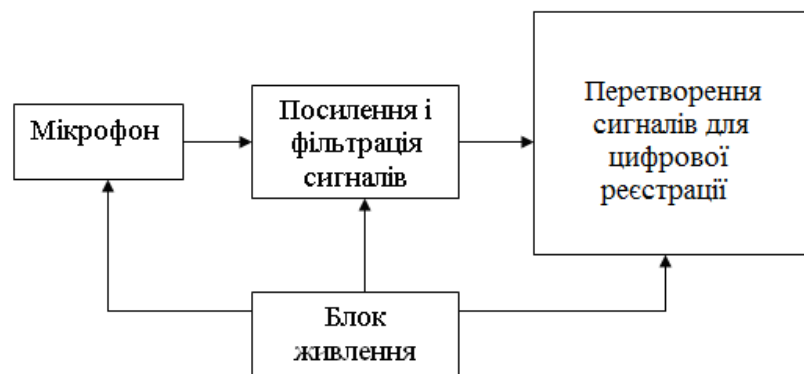 Мікрофон
Посилення і
фільтрація
сигналів
Перетворення
сигналів для
цифрової
реєстрації
Блок
живлення